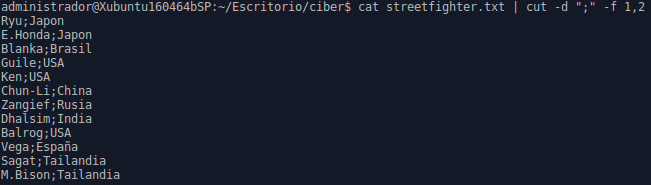 administrador@Xubuntu160464bSP:~/Escritorio/ciber$ cat streetfighter.txt | cut -d ";" -f 1,2
Ryu;Japon
E.Honda;Japon
Blanka;Brasil
Guile;USA
Ken;USA
Chun-Li;China
Zangief;Rusia
Dhalsim;India
Balrog;USA
Vega;España
Sagat;Tailandia
M.Bison;Tailandia